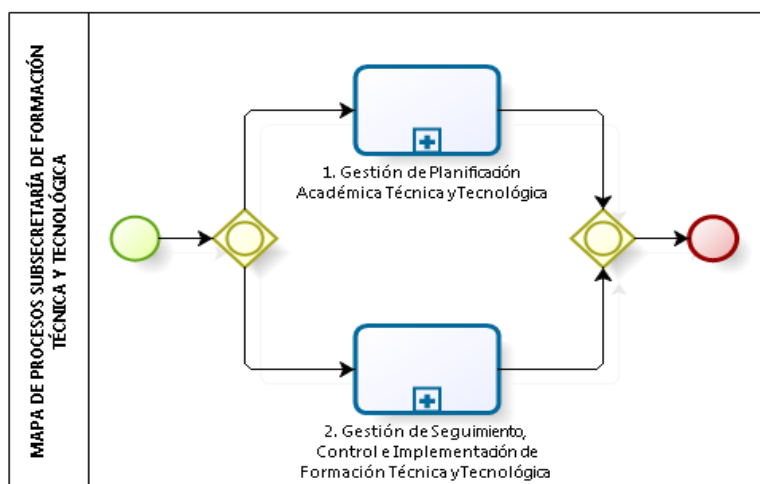 MAPA DE PROCESOS SUBSECRETARÍA DE FORMACIÓN
TÉCNICA Y TECNOLÓGICA
1. Gestión de Planificación
Académica Técnica y Tecnológica
2. Gestión de Seguimiento,
Control e Implementación de
Formación Técnica y Tecnológica